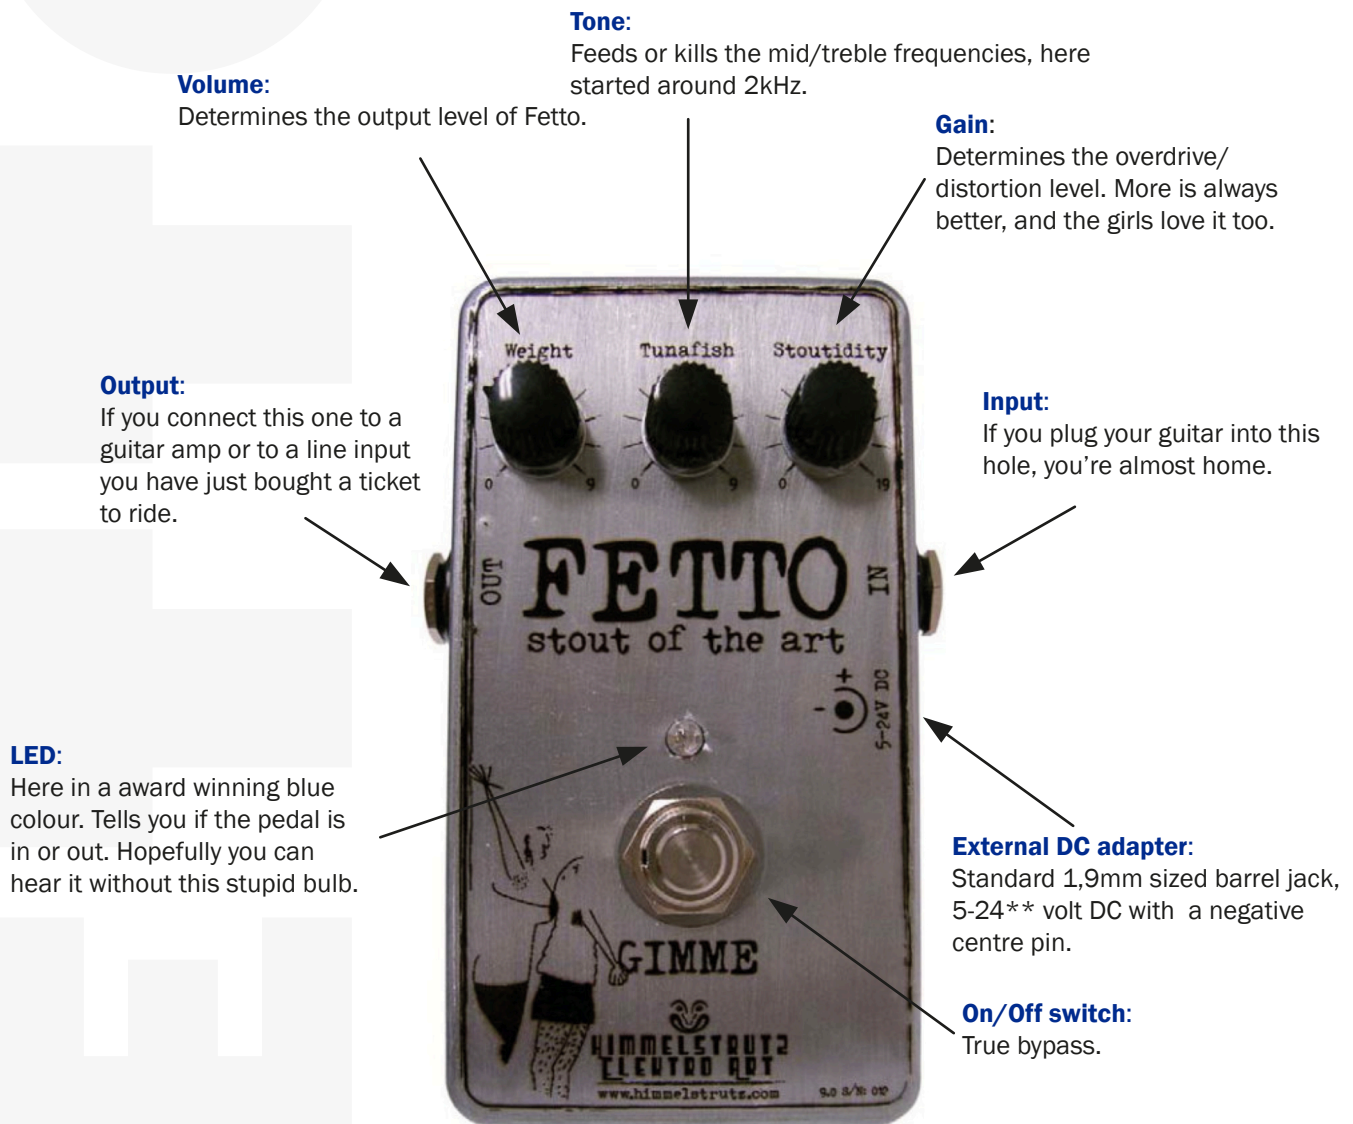 Tone:
Feeds or kills the mid/treble frequencies, here
started around 2kHz.
Volume:
Determines the output level of Fetto.
Gain:
Determines the overdrive/
distortion level. More is always
better, and the girls love it too.
Output:
If you connect this one to a
guitar amp or to a line input
you have just bought a ticket
to ride.
Input:
If you plug your guitar into this
hole, you're almost home.
Weight Tunafish Stoutidity
0 9 0 9 0 19
OUT
FETTO
IN
stout of the art
- +
5-24V DC
LED:
Here in a award winning blue
colour. Tells you if the pedal is
in or out. Hopefully you can
hear it without this stupid bulb.
External DC adapter:
Standard 1,9mm sized barrel jack,
5-24** volt DC with a negative
centre pin.
On/Off switch:
True bypass.
GIMME
HIMMELSTRUTZ
ELEKTRO ART
www.himmelstrutz.com
9.0 S/N: